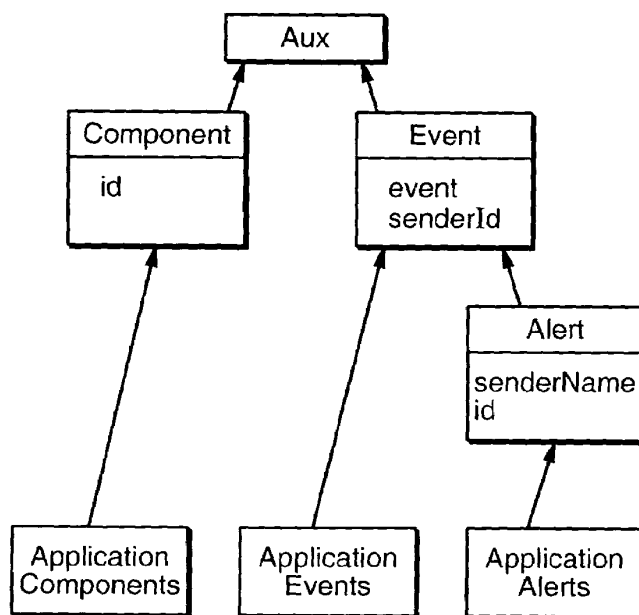 Aux
Component
id
Event
event
senderId
Alert
senderName
id
Application
Components
Application
Events
Application
Alerts